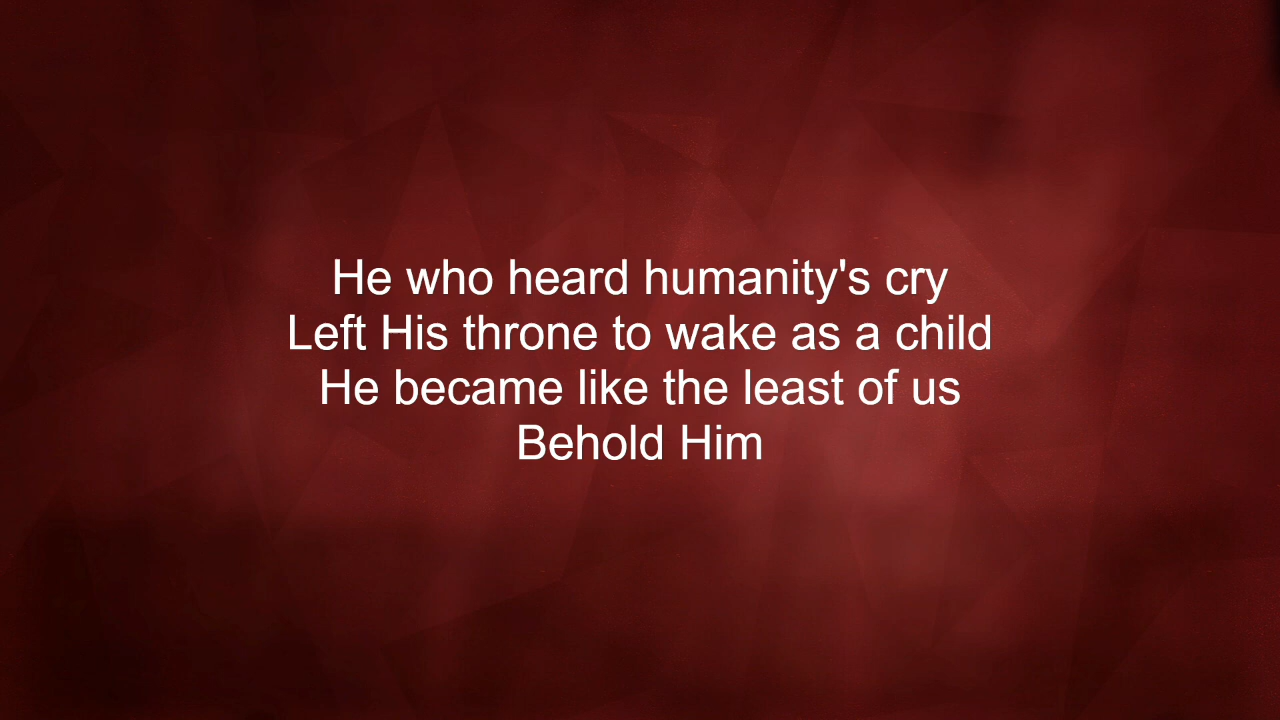 He who heard humanity's cry
Left His throne to wake as a child
He became like the least of us
Behold Him